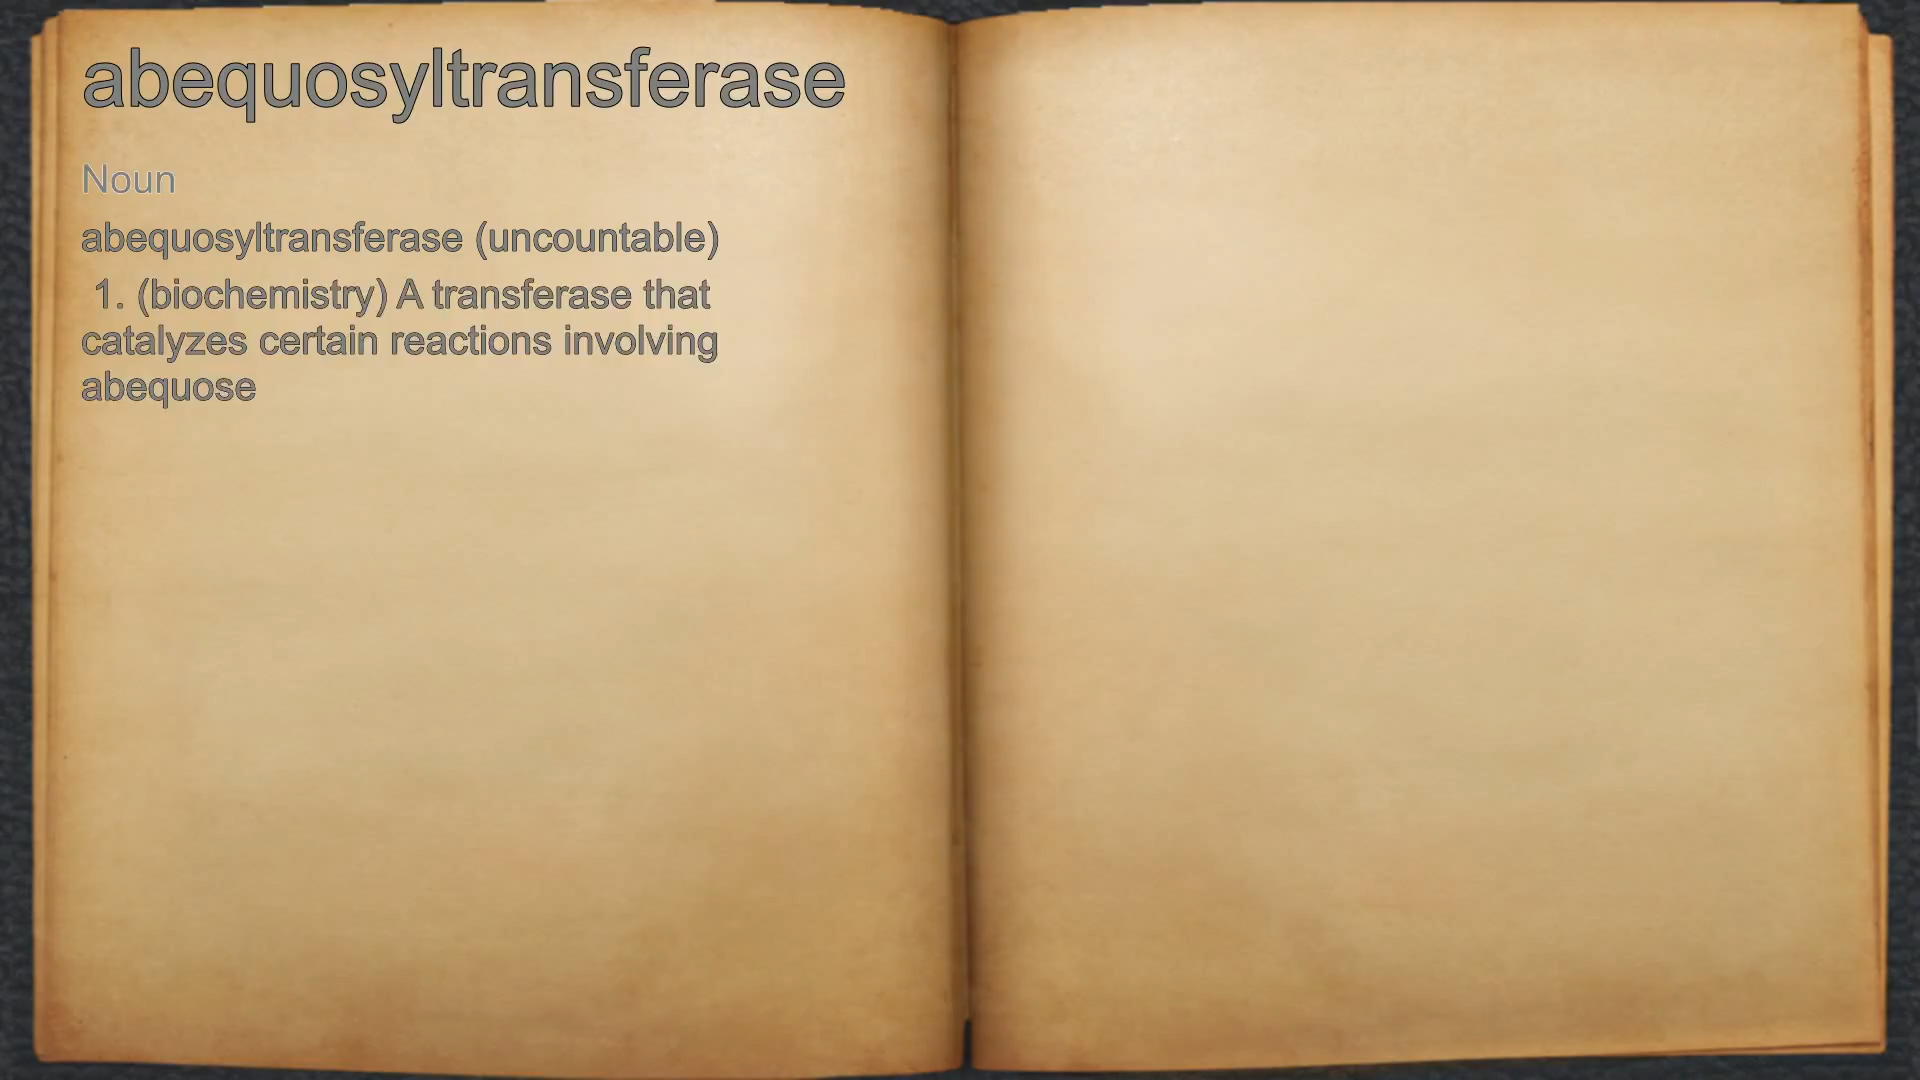 abequosyltransferase
Noun
abequosyltransferase (uncountable)
1. (biochemistry) A transferase that
catalyzes certain reactions involving
abequose